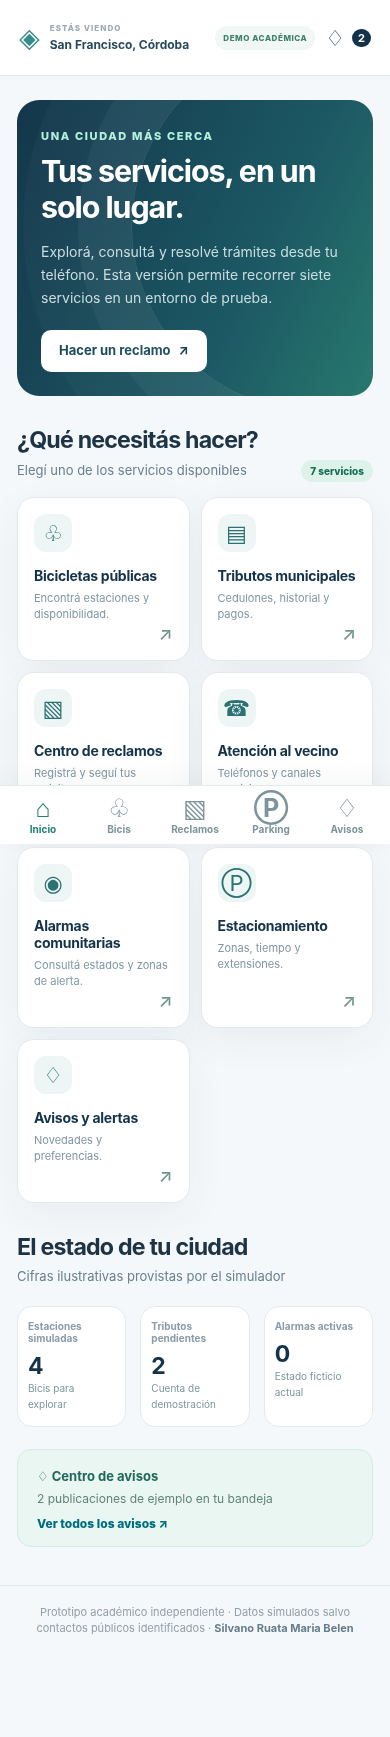 ESTÁS VIENDO
San Francisco, Córdoba
DEMO ACADÉMICA
2
UNA CIUDAD MÁS CERCA
Tus servicios, en un
solo lugar.
Explorá, consultá y resolvé trámites desde tu
teléfono. Esta versión permite recorrer siete
servicios en un entorno de prueba.
Hacer un reclamo ↗
¿Qué necesitás hacer?
Elegí uno de los servicios disponibles
7 servicios
Bicicletas públicas
Encontrá estaciones y
disponibilidad.
Tributos municipales
Cedulones, historial y
pagos.
Centro de reclamos
Registrá y seguí tus
Atención al vecino
Teléfonos y canales
Inicio
Bicis
Reclamos
P
Parking
Avisos
Alarmas
comunitarias
Consultá estados y zonas
de alerta.
P
Estacionamiento
Zonas, tiempo y
extensiones.
Avisos y alertas
Novedades y
preferencias.
El estado de tu ciudad
Cifras ilustrativas provistas por el simulador
Estaciones
simuladas
4
Bicis para
explorar
Tributos
pendientes
2
Cuenta de
demostración
Alarmas activas
0
Estado ficticio
actual
♢ Centro de avisos
2 publicaciones de ejemplo en tu bandeja
Ver todos los avisos ↗
Prototipo académico independiente · Datos simulados salvo
contactos públicos identificados · Silvano Ruata Maria Belen